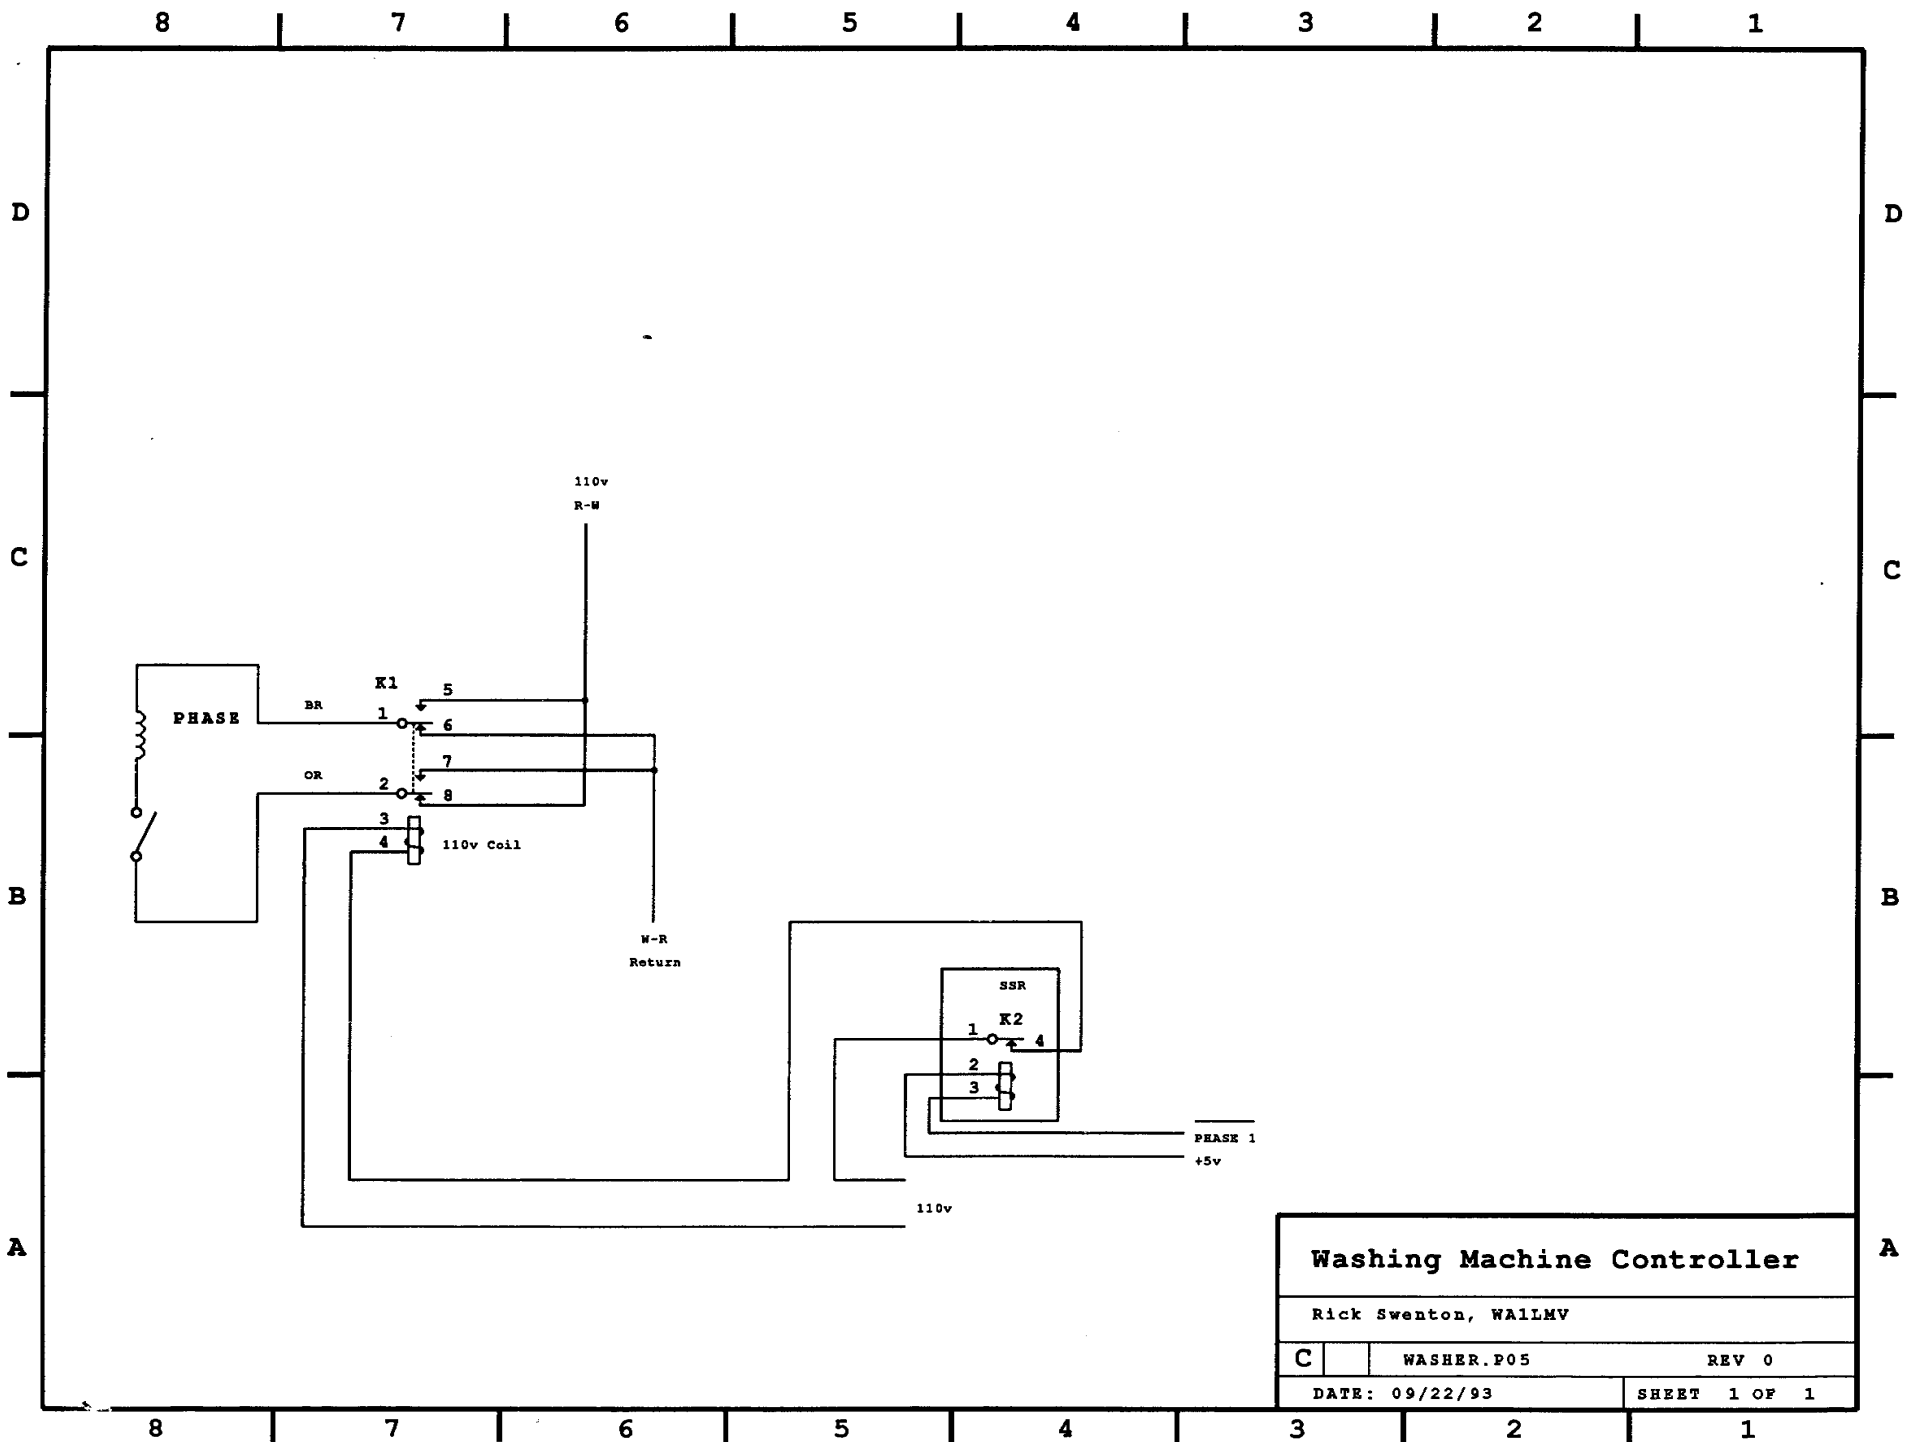 8 7 6 5 4 3 2 1
D D
110v
R-W
C C
K1
5
BR
1
PHASE
6
7
OR
2
8
3
4
110v Coil
B B
W-R
Return
SSR
K2
1
4
2
3
PHASE 1
+5v
110v
A A
Washing Machine Controller
Rick Swenton, WA1LMV
C WASHER.P05 REV 0
DATE: 09/22/93 SHEET 1 OF 1
8 7 6 5 4 3 2 1